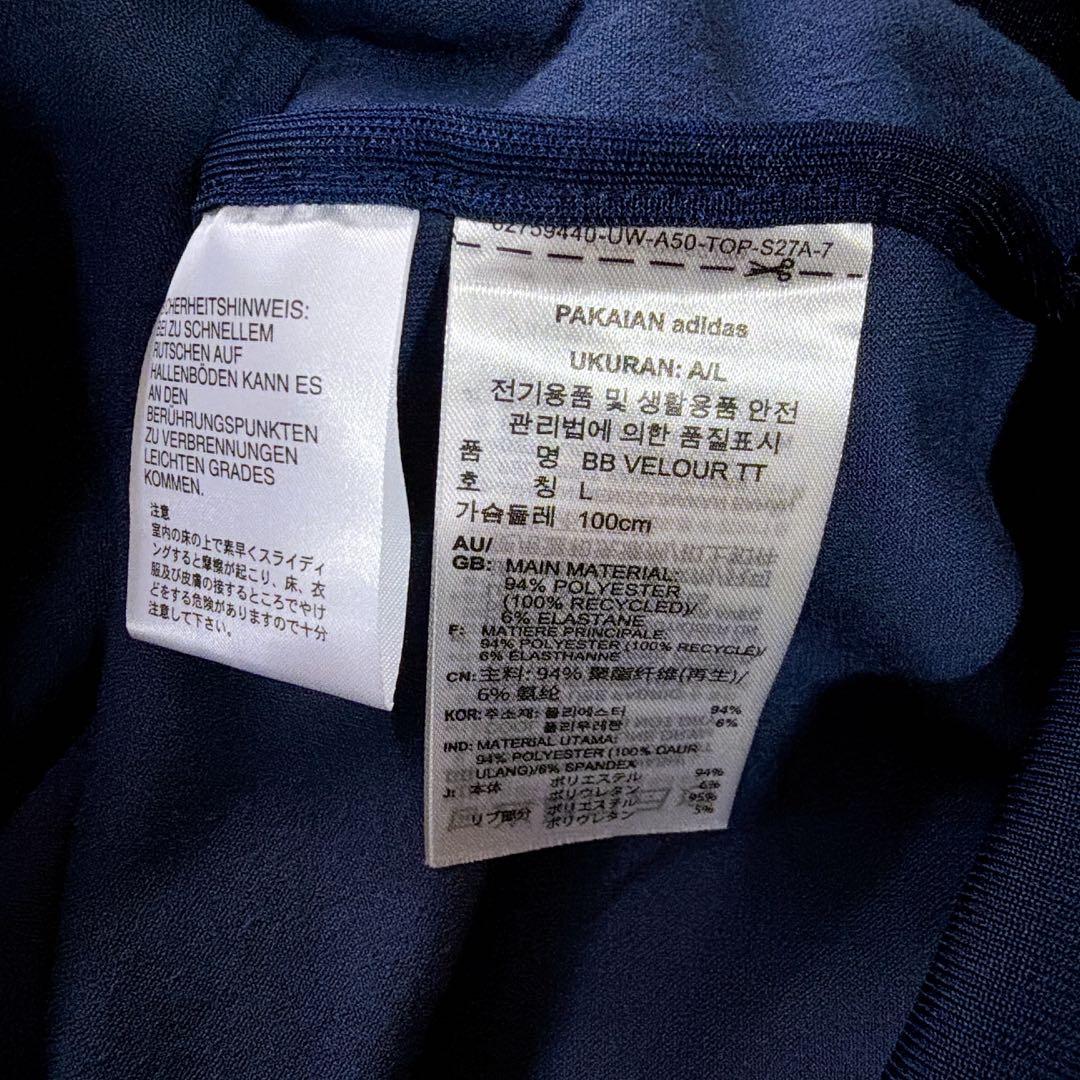 SICHERHEITSHINWEIS:
BEI ZU SCHNELLEM
RUTSCHEN AUF
HALLENBÖDEN KANN ES
AN DEN
BERÜHRUNGSPUNKTEN
ZU VERBRENNUNGEN
LEICHTEN GRADES
KOMMEN.
注意
室内の床の上で素早くスライディ
ングすると摩擦が起こり、床、衣
服及び皮膚の接するところでやけ
どをする危険がありますので十分
注意して下さい。
62759440-UW-A50-TOP-S27A-7
PAKAIAN adidas
UKURAN: A/L
전기용품 및 생활용품 안전
관리법에 의한 품질표시
품 명 BB VELOUR TT
호 칭 L
가슴둘레 100cm
AU/
GB: MAIN MATERIAL:
94% POLYESTER
(100% RECYCLED)/
6% ELASTANE
F: MATIERE PRINCIPALE:
94% POLYESTER (100% RECYCLÉ)/
6% ÉLASTHANNE
CN: 主料: 94% 聚酯纤维(再生)/
6% 氨纶
KOR: 주소재: 폴리에스터 94%
폴리우레탄 6%
IND: MATERIAL UTAMA:
94% POLYESTER (100% DAUR
ULANG)/6% SPANDEX
J: 本体 ポリエステル 94%
ポリウレタン 6%
リブ部分 ポリエステル 95%
ポリウレタン 5%